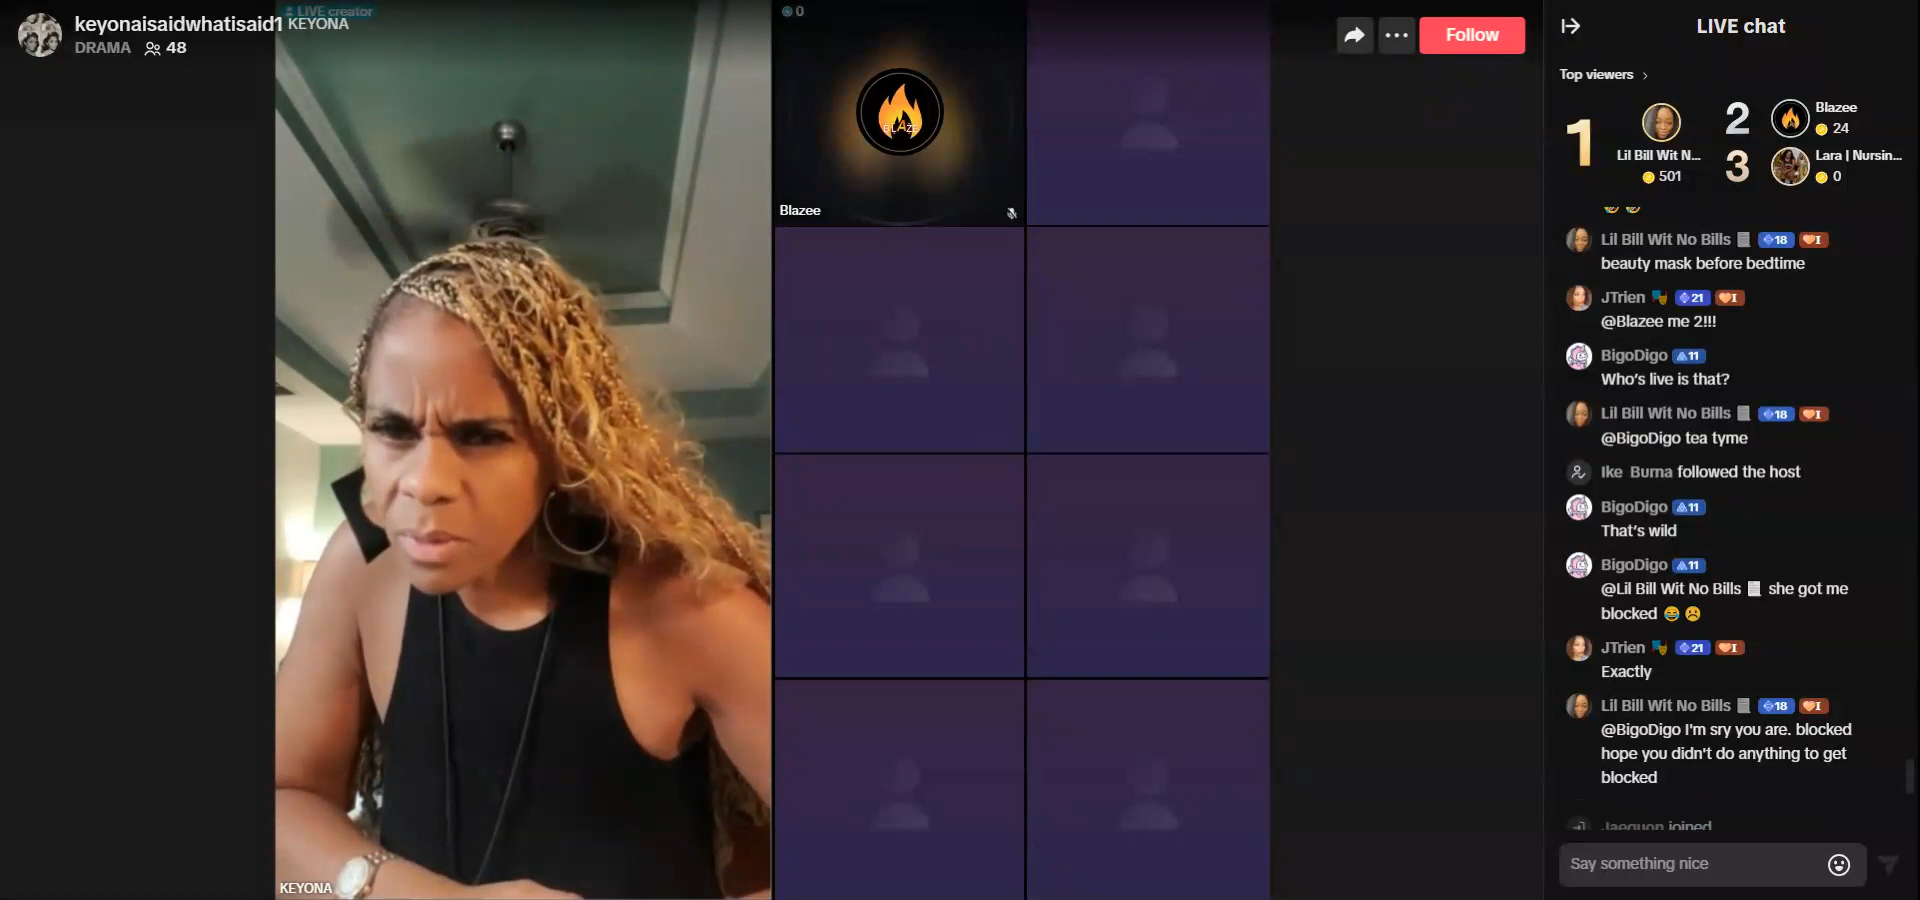 keyonaisaidwhatisaid1
DRAMA 48
LIVE creator
KEYONA
0
Follow
BLAZE
Blazee
KEYONA
LIVE chat
Top viewers
1
Lil Bill Wit N...
501
2
Blazee
24
3
Lara | Nursin...
0
Lil Bill Wit No Bills 18 I
beauty mask before bedtime
JTrien 21 I
@Blazee me 2!!!
BigoDigo 11
Who's live is that?
Lil Bill Wit No Bills 18 I
@BigoDigo tea tyme
Ike Burna followed the host
BigoDigo 11
That's wild
BigoDigo 11
@Lil Bill Wit No Bills she got me
blocked 😂 ☹️
JTrien 21 I
Exactly
Lil Bill Wit No Bills 18 I
@BigoDigo I'm sry you are. blocked
hope you didn't do anything to get
blocked
Jaequon joined
Say something nice